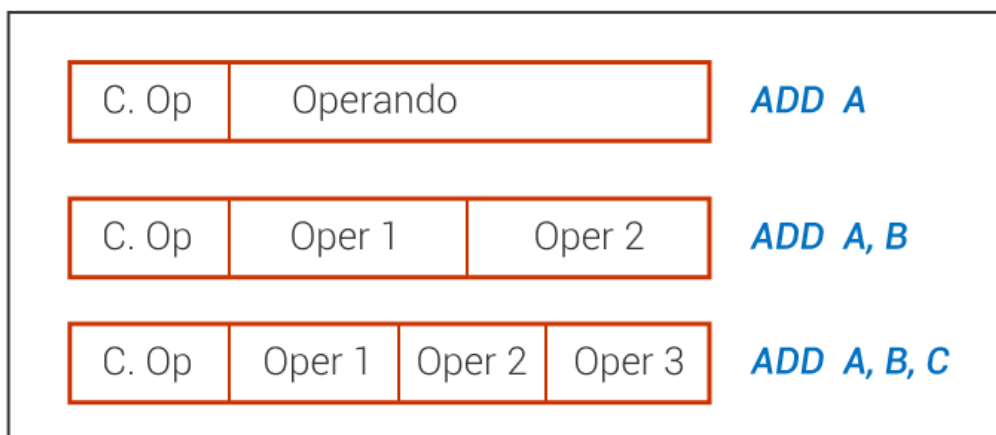 C. Op Operando ADD A
C. Op Oper 1 Oper 2 ADD A, B
C. Op Oper 1 Oper 2 Oper 3 ADD A, B, C